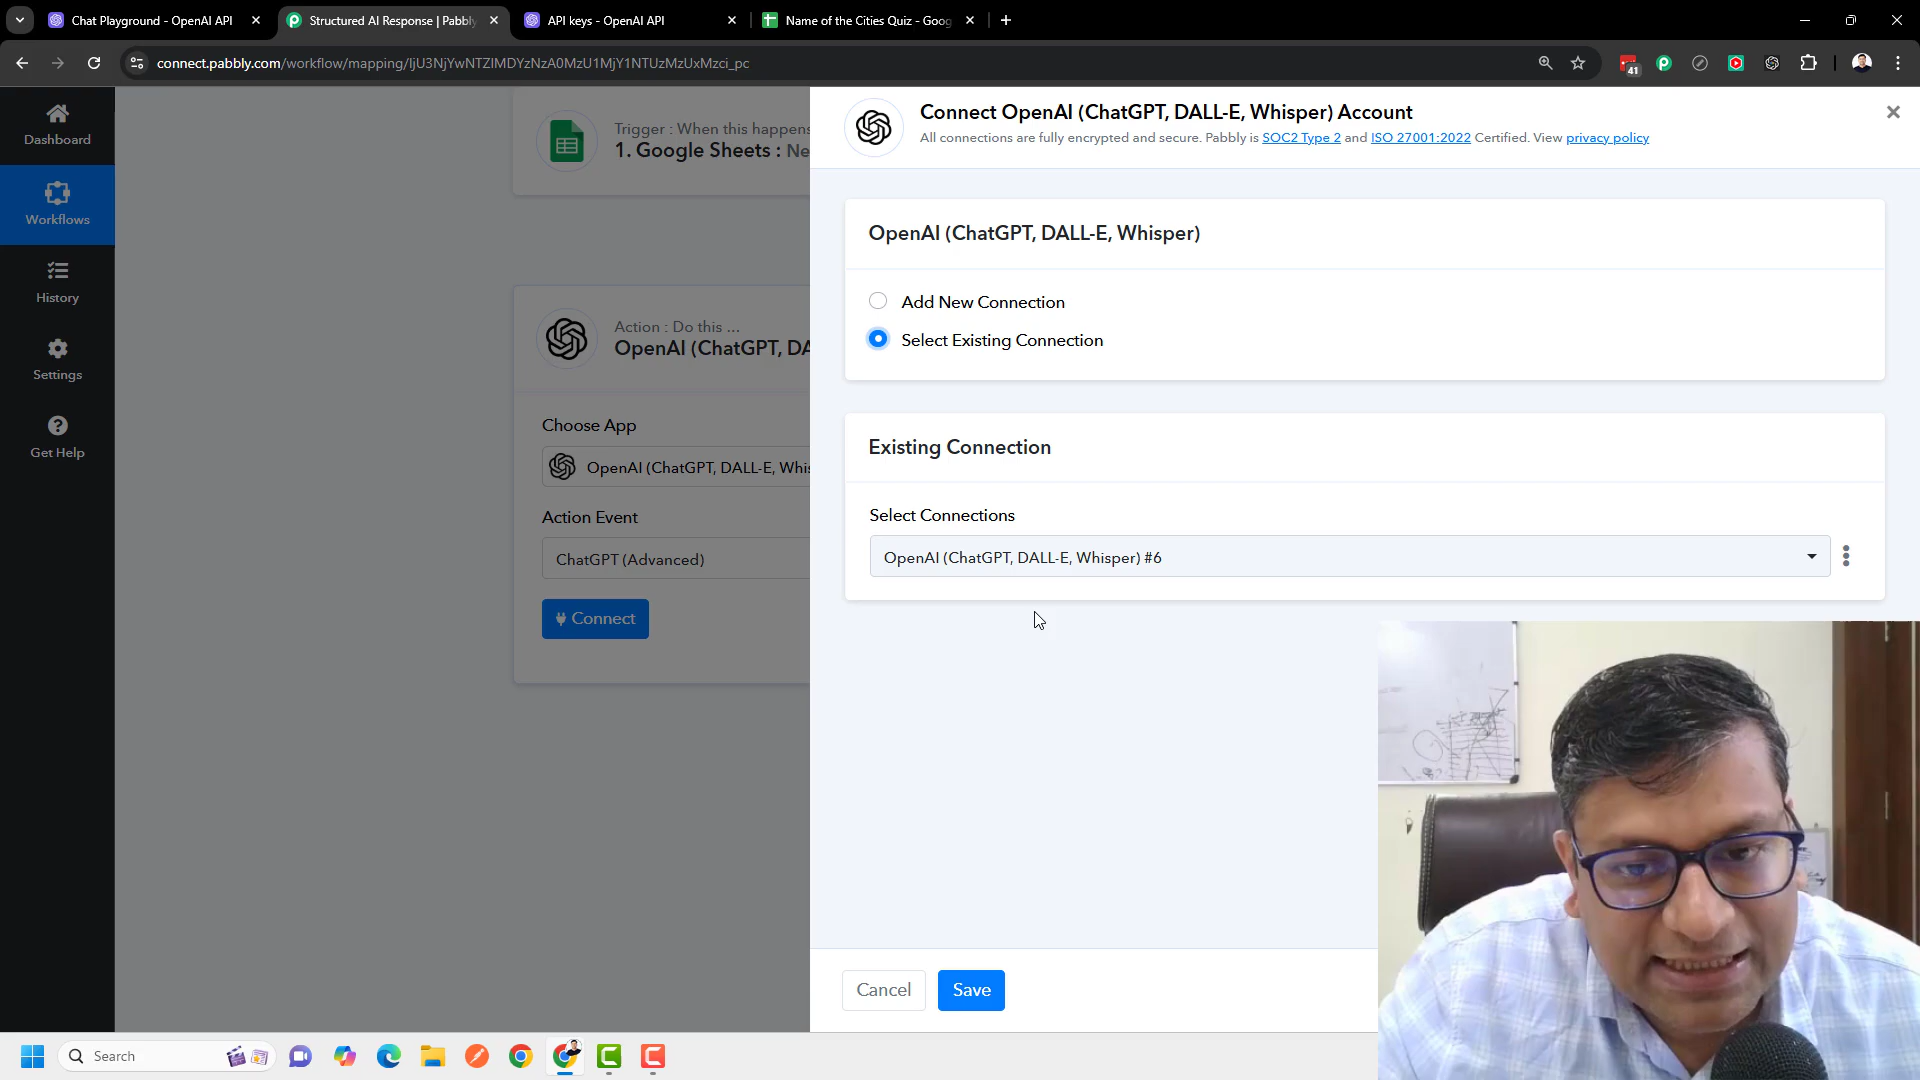 Chat Playground - OpenAI API
Structured AI Response | Pabbly
API keys - OpenAI API
Name of the Cities Quiz - Goog
connect.pabbly.com/workflow/mapping/IjU3NjYwNTZlMDYzNzA0MzU1MjY1NTUzMzUxMzci_pc
41
Dashboard
Workflows
History
Settings
Get Help
Trigger : When this happens
1. Google Sheets : Ne
Action : Do this ...
OpenAI (ChatGPT, DA
Choose App
OpenAI (ChatGPT, DALL-E, Whis
Action Event
ChatGPT (Advanced)
Connect
Connect OpenAI (ChatGPT, DALL-E, Whisper) Account
All connections are fully encrypted and secure. Pabbly is SOC2 Type 2 and ISO 27001:2022 Certified. View privacy policy
OpenAI (ChatGPT, DALL-E, Whisper)
Add New Connection
Select Existing Connection
Existing Connection
Select Connections
OpenAI (ChatGPT, DALL-E, Whisper) #6
Cancel
Save
Search